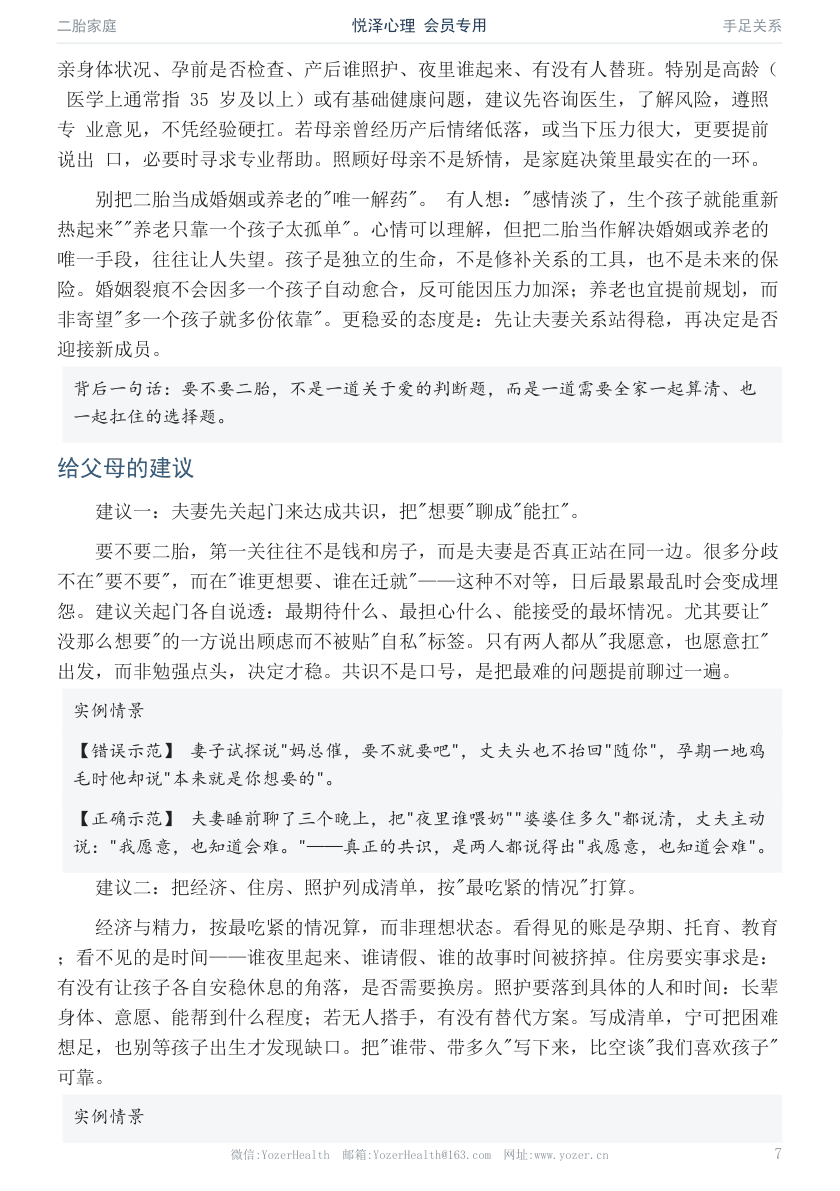 二胎家庭
悦泽心理 会员专用
手足关系
亲身体状况、孕前是否检查、产后谁照护、夜里谁起来、有没有人替班。特别是高龄（
医学上通常指 35 岁及以上）或有基础健康问题，建议先咨询医生，了解风险，遵照
专 业意见，不凭经验硬扛。若母亲曾经历产后情绪低落，或当下压力很大，更要提前
说出 口，必要时寻求专业帮助。照顾好母亲不是矫情，是家庭决策里最实在的一环。
别把二胎当成婚姻或养老的"唯一解药"。 有人想："感情淡了，生个孩子就能重新
热起来""养老只靠一个孩子太孤单"。心情可以理解，但把二胎当作解决婚姻或养老的
唯一手段，往往让人失望。孩子是独立的生命，不是修补关系的工具，也不是未来的保
险。婚姻裂痕不会因多一个孩子自动愈合，反可能因压力加深；养老也宜提前规划，而
非寄望"多一个孩子就多份依靠"。更稳妥的态度是：先让夫妻关系站得稳，再决定是否
迎接新成员。
背后一句话：要不要二胎，不是一道关于爱的判断题，而是一道需要全家一起算清、也
一起扛住的选择题。
给父母的建议
建议一：夫妻先关起门来达成共识，把"想要"聊成"能扛"。
要不要二胎，第一关往往不是钱和房子，而是夫妻是否真正站在同一边。很多分歧
不在"要不要"，而在"谁更想要、谁在迁就"——这种不对等，日后最累最乱时会变成埋
怨。建议关起门各自说透：最期待什么、最担心什么、能接受的最坏情况。尤其要让"
没那么想要"的一方说出顾虑而不被贴"自私"标签。只有两人都从"我愿意，也愿意扛"
出发，而非勉强点头，决定才稳。共识不是口号，是把最难的问题提前聊过一遍。
实例情景
【错误示范】 妻子试探说"妈总催，要不就要吧"，丈夫头也不抬回"随你"，孕期一地鸡
毛时他却说"本来就是你想要的"。
【正确示范】 夫妻睡前聊了三个晚上，把"夜里谁喂奶""婆婆住多久"都说清，丈夫主动
说："我愿意，也知道会难。"——真正的共识，是两人都说得出"我愿意，也知道会难"。
建议二：把经济、住房、照护列成清单，按"最吃紧的情况"打算。
经济与精力，按最吃紧的情况算，而非理想状态。看得见的账是孕期、托育、教育
；看不见的是时间——谁夜里起来、谁请假、谁的故事时间被挤掉。住房要实事求是：
有没有让孩子各自安稳休息的角落，是否需要换房。照护要落到具体的人和时间：长辈
身体、意愿、能帮到什么程度；若无人搭手，有没有替代方案。写成清单，宁可把困难
想足，也别等孩子出生才发现缺口。把"谁带、带多久"写下来，比空谈"我们喜欢孩子"
可靠。
实例情景
微信:YozerHealth 邮箱:YozerHealth@163.com 网址:www.yozer.cn
7